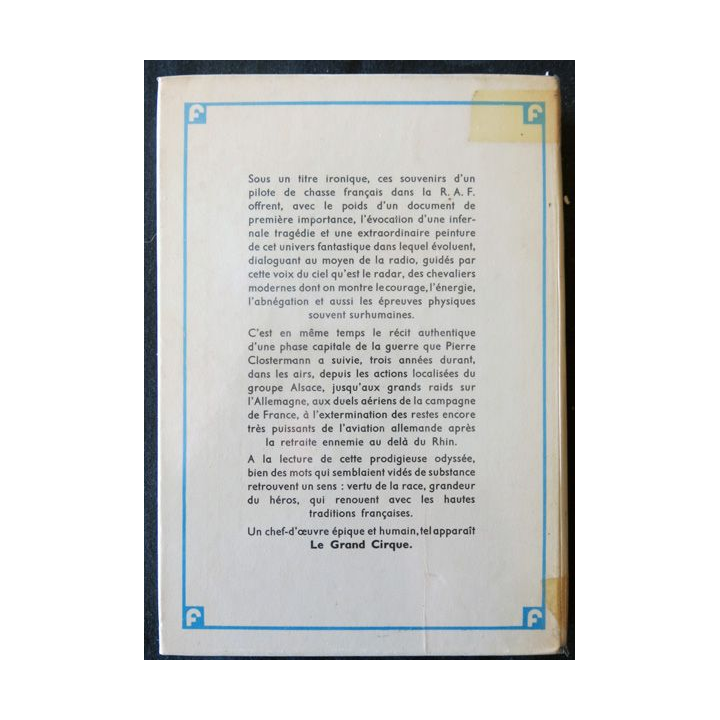 F F
Sous un titre ironique, ces souvenirs d'un
pilote de chasse français dans la R. A. F.
offrent, avec le poids d'un document de
première importance, l'évocation d'une infer-
nale tragédie et une extraordinaire peinture
de cet univers fantastique dans lequel évoluent,
dialoguant au moyen de la radio, guidés par
cette voix du ciel qu'est le radar, des chevaliers
modernes dont on montre le courage, l'énergie,
l'abnégation et aussi les épreuves physiques
souvent surhumaines.
C'est en même temps le récit authentique
d'une phase capitale de la guerre que Pierre
Clostermann a suivie, trois années durant,
dans les airs, depuis les actions localisées du
groupe Alsace, jusqu'aux grands raids sur
l'Allemagne, aux duels aériens de la campagne
de France, à l'extermination des restes encore
très puissants de l'aviation allemande après
la retraite ennemie au delà du Rhin.
A la lecture de cette prodigieuse odyssée,
bien des mots qui semblaient vidés de substance
retrouvent un sens : vertu de la race, grandeur
du héros, qui renouent avec les hautes
traditions françaises.
Un chef-d'œuvre épique et humain, tel apparaît
Le Grand Cirque.
F F